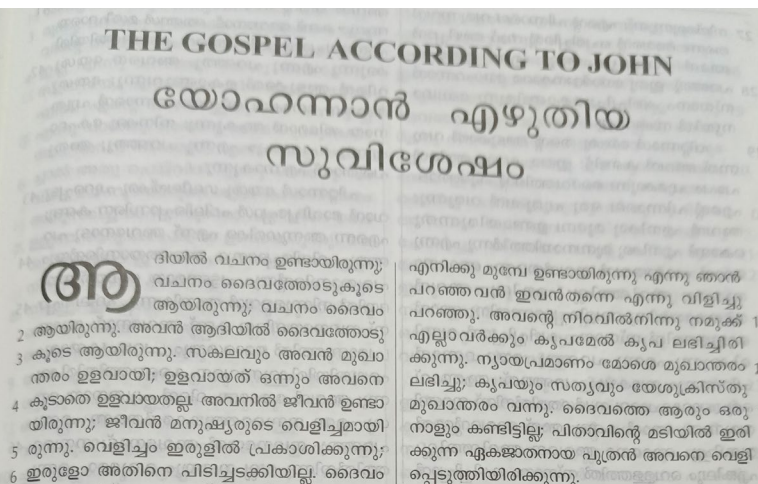 THE GOSPEL ACCORDING TO JOHN
യോഹന്നാൻ എഴുതിയ
സുവിശേഷം
ആദിയിൽ വചനം ഉണ്ടായിരുന്നു;
വചനം ദൈവത്തോടുകൂടെ
ആയിരുന്നു; വചനം ദൈവം
2 ആയിരുന്നു. അവൻ ആദിയിൽ ദൈവത്തോടു
3 കൂടെ ആയിരുന്നു. സകലവും അവൻ മുഖാ
ന്തരം ഉളവായി; ഉളവായത് ഒന്നും അവനെ
4 കൂടാതെ ഉളവായതല്ല. അവനിൽ ജീവൻ ഉണ്ടാ
യിരുന്നു; ജീവൻ മനുഷ്യരുടെ വെളിച്ചമായി
5 രുന്നു. വെളിച്ചം ഇരുളിൽ പ്രകാശിക്കുന്നു;
6 ഇരുളോ അതിനെ പിടിച്ചടക്കിയില്ല. ദൈവം
എനിക്കു മുമ്പേ ഉണ്ടായിരുന്നു എന്നു ഞാൻ
പറഞ്ഞവൻ ഇവൻതന്നെ എന്നു വിളിച്ചു
പറഞ്ഞു. അവന്റെ നിറവിൽനിന്നു നമുക്ക്
എല്ലാവർക്കും കൃപമേൽ കൃപ ലഭിച്ചിരി
ക്കുന്നു. ന്യായപ്രമാണം മോശെ മുഖാന്തരം
ലഭിച്ചു; കൃപയും സത്യവും യേശുക്രിസ്തു
മുഖാന്തരം വന്നു. ദൈവത്തെ ആരും ഒരു
നാളും കണ്ടിട്ടില്ല; പിതാവിന്റെ മടിയിൽ ഇരി
ക്കുന്ന ഏകജാതനായ പുത്രൻ അവനെ വെളി
പ്പെടുത്തിയിരിക്കുന്നു.